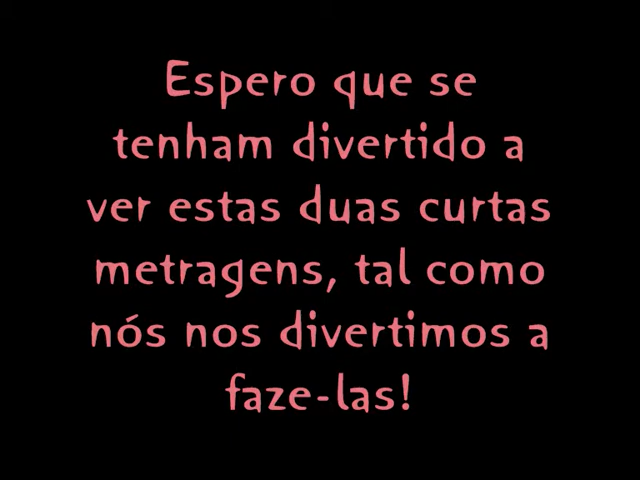 Espero que se
tenham divertido a
ver estas duas curtas
metragens, tal como
nós nos divertimos a
faze-las!